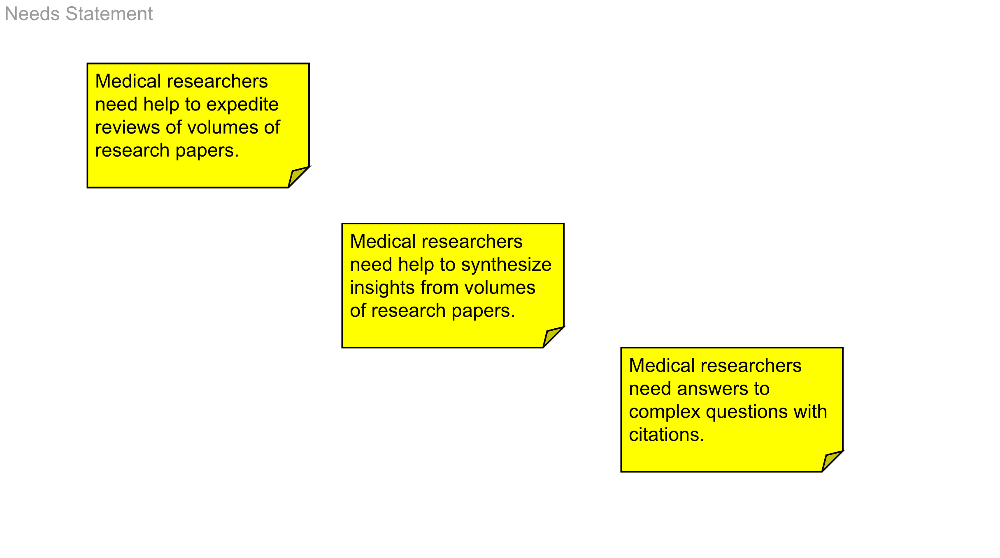 Needs Statement
Medical researchers
need help to expedite
reviews of volumes of
research papers.
Medical researchers
need help to synthesize
insights from volumes
of research papers.
Medical researchers
need answers to
complex questions with
citations.